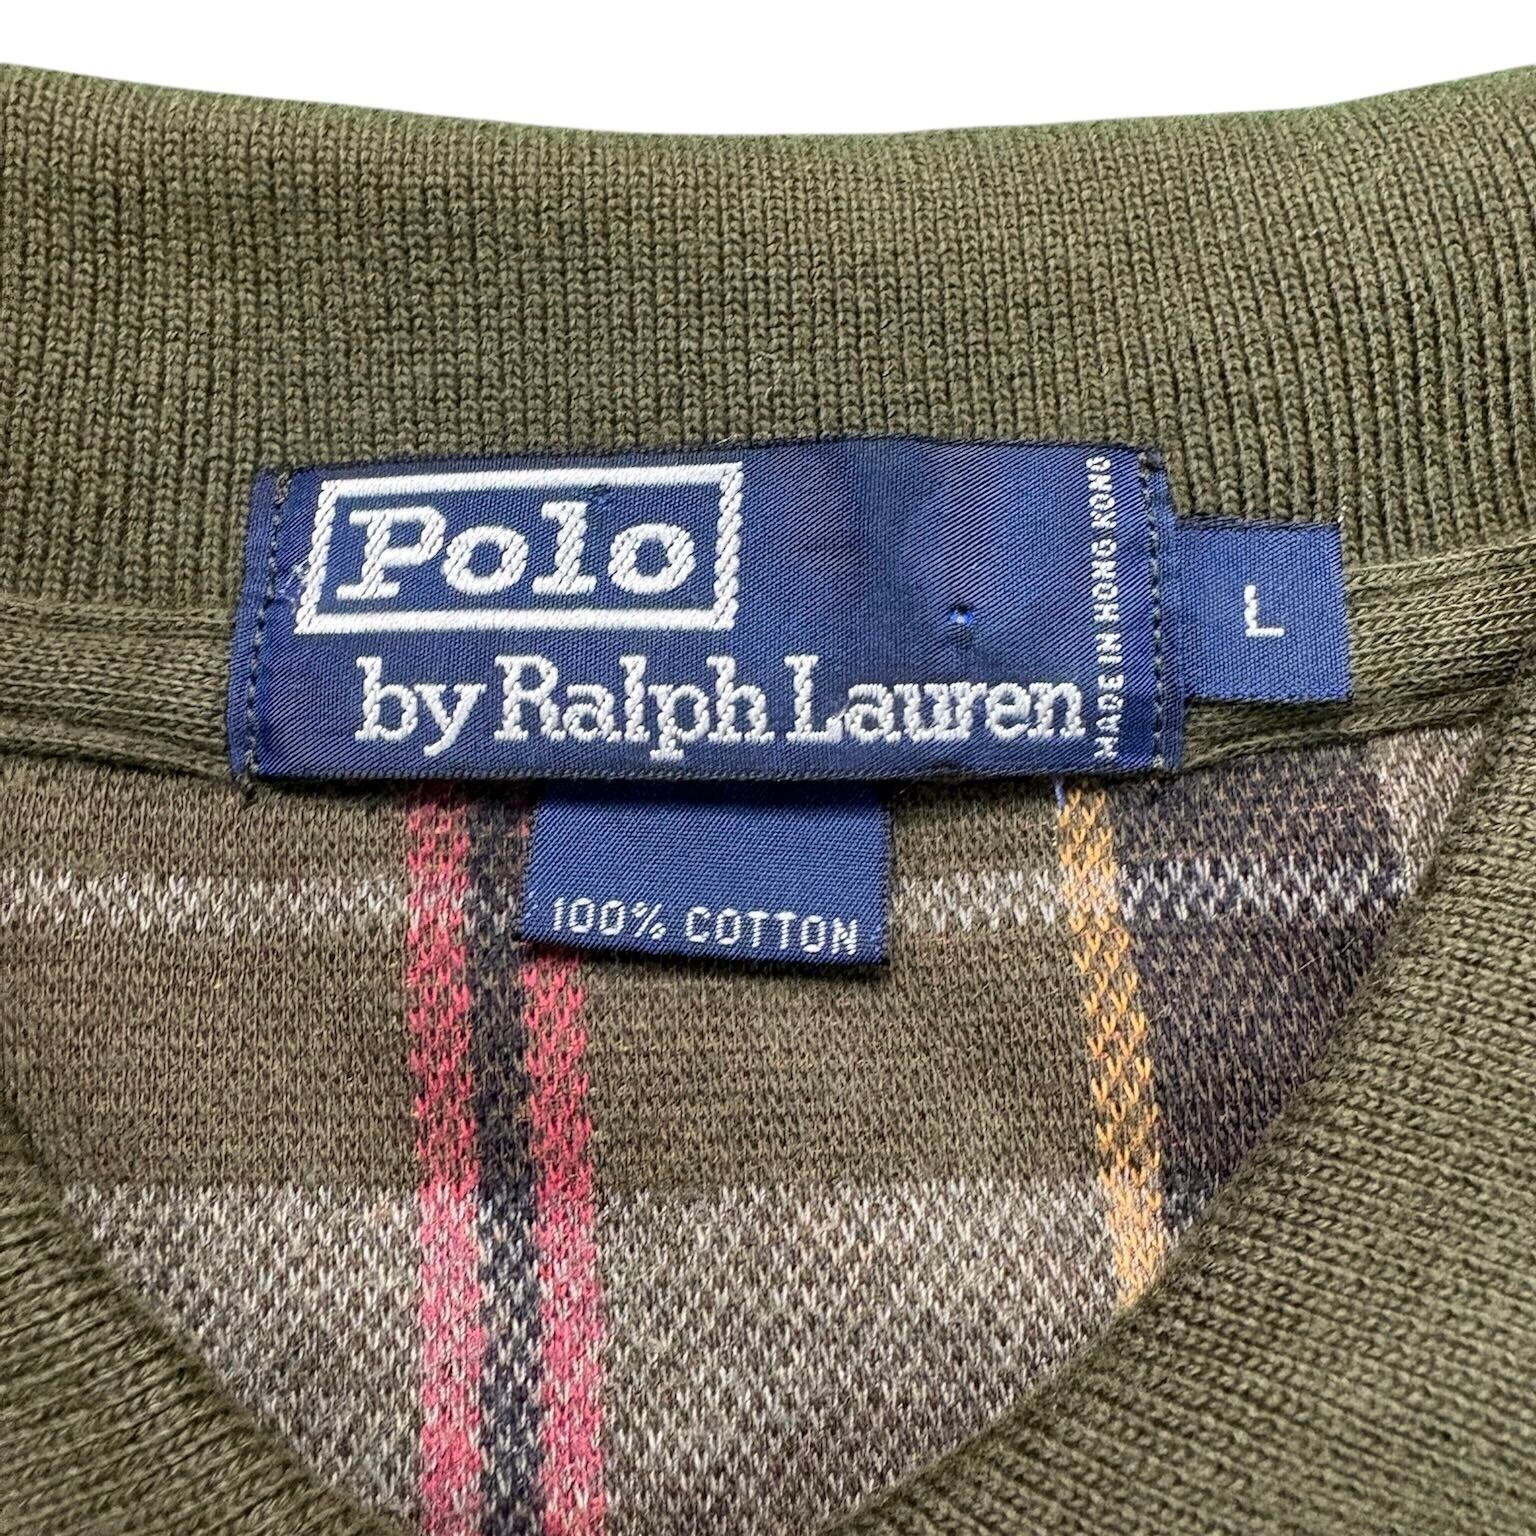 Polo
by Ralph Lauren
MADE IN HONG KONG
L
100% COTTON